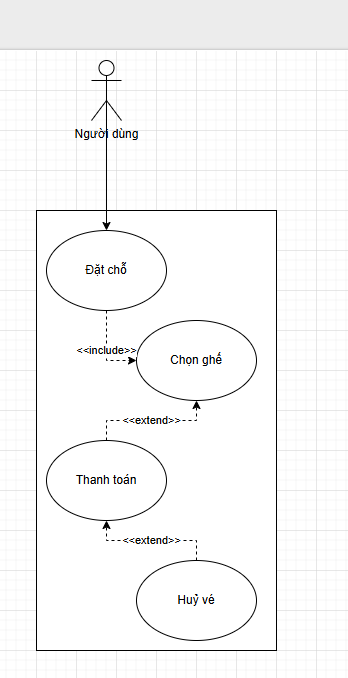 Người dùng
Đặt chỗ
<<include>>
Chọn ghế
<<extend>>
Thanh toán
<<extend>>
Huỷ vé